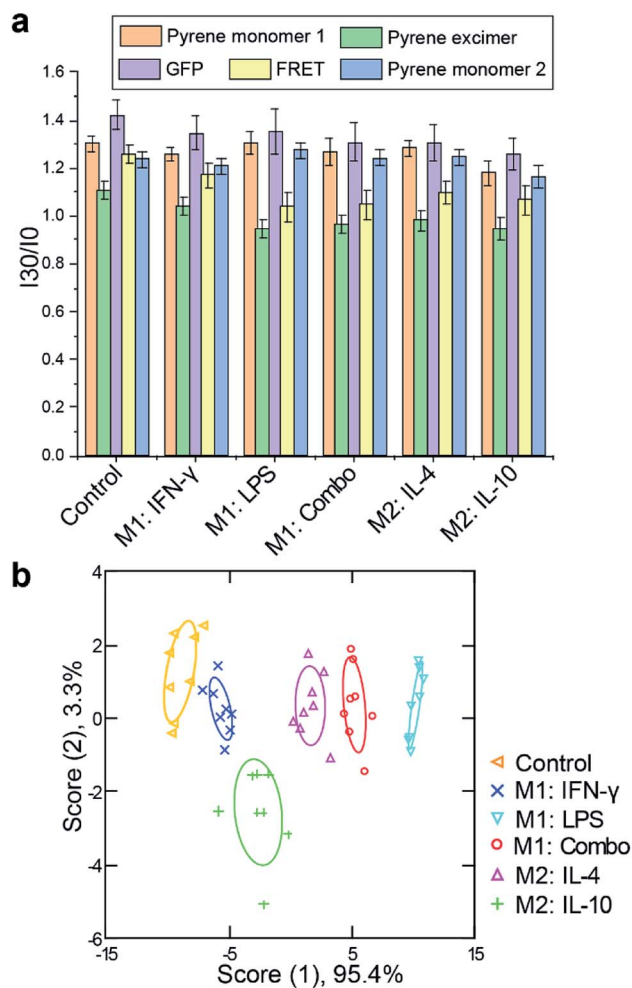 a
Pyrene monomer 1 Pyrene excimer
GFP FRET Pyrene monomer 2
1.6
1.4
1.2
1.0
0.8
0.6
0.4
0.2
0.0
I30/I0
Control M1: IFN-γ M1: LPS M1: Combo M2: IL-4 M2: IL-10
b
4
2
0
-2
-4
-6
Score (2), 3.3%
-15 -5 5 15
Score (1), 95.4%
Control
M1: IFN-γ
M1: LPS
M1: Combo
M2: IL-4
M2: IL-10